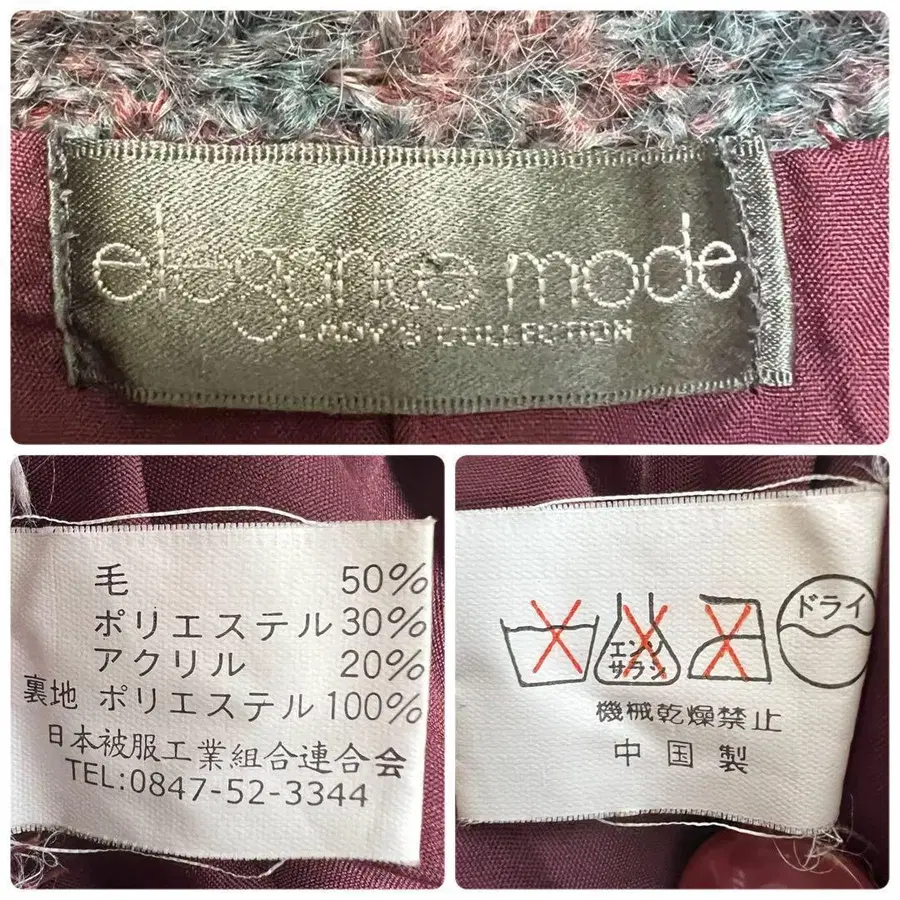 elegance mode
LADY'S COLLECTION
毛 50%
ポリエステル 30%
アクリル 20%
裏地 ポリエステル 100%
日本被服工業組合連合会
TEL:0847-52-3344
エンソ
サラシ
ドライ
機械乾燥禁止
中国製